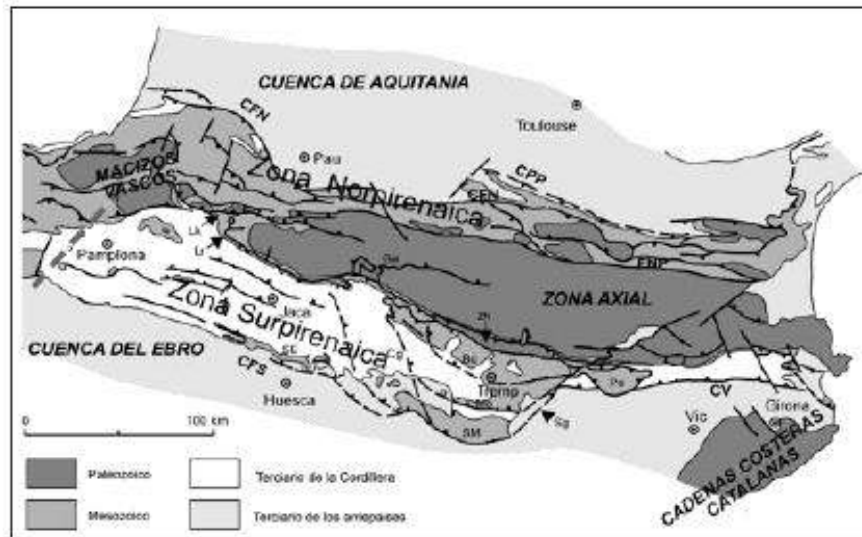 CUENCA DE AQUITANIA
CFN
Toulouse
Pau
CPP
MACIZOS
VASCOS
Zona Norpirenaica
CFN
FNP
Pamplona
ZONA AXIAL
Jaca
Zona Surpirenaica
CUENCA DEL EBRO
CFS
Huesca
Tremp
CV
Vic
Girona
SM
Sg
0
100 km
CADENAS COSTERAS
CATALANAS
Paleozoico
Terciario de la Cordillera
Mesozoico
Terciario de los antepaíses